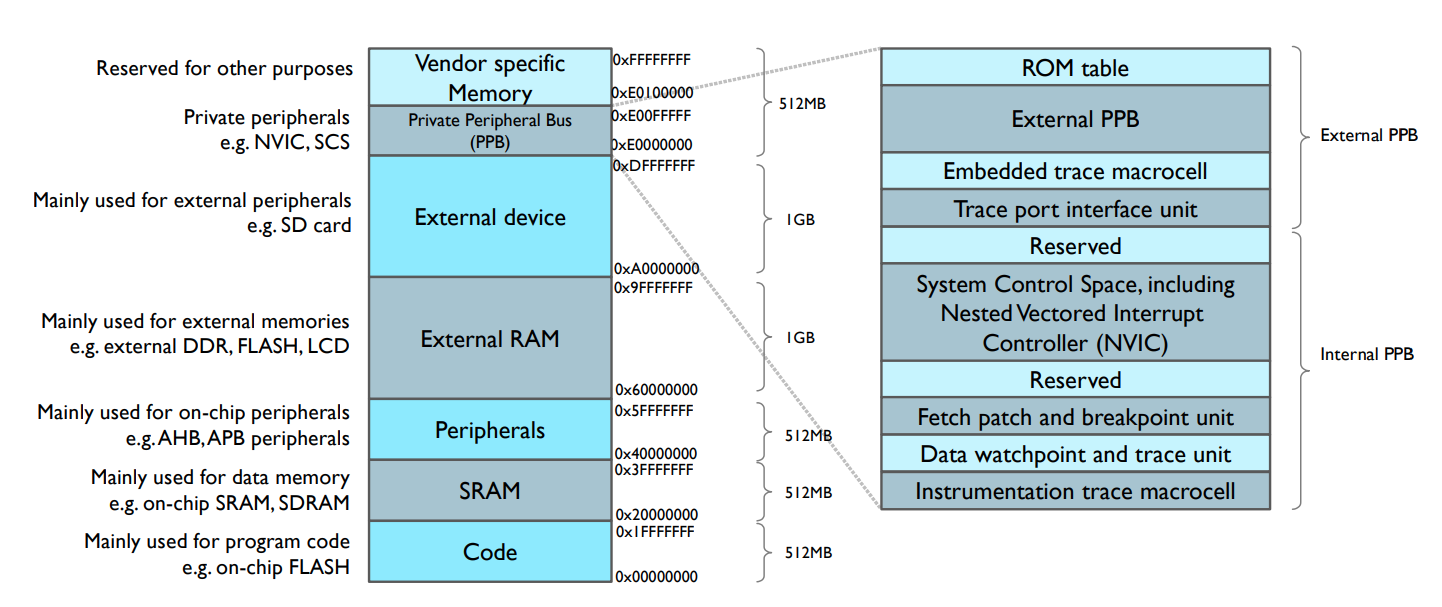 Reserved for other purposes
Private peripherals
e.g. NVIC, SCS
Mainly used for external peripherals
e.g. SD card
Mainly used for external memories
e.g. external DDR, FLASH, LCD
Mainly used for on-chip peripherals
e.g. AHB, APB peripherals
Mainly used for data memory
e.g. on-chip SRAM, SDRAM
Mainly used for program code
e.g. on-chip FLASH
Vendor specific
Memory
Private Peripheral Bus
(PPB)
External device
External RAM
Peripherals
SRAM
Code
0xFFFFFFFF
0xE0100000
0xE00FFFFF
0xE0000000
0xDFFFFFFF
0xA0000000
0x9FFFFFFF
0x60000000
0x5FFFFFFF
0x40000000
0x3FFFFFFF
0x20000000
0x1FFFFFFF
0x00000000
512MB
1GB
1GB
512MB
512MB
512MB
ROM table
External PPB
Embedded trace macrocell
Trace port interface unit
Reserved
System Control Space, including
Nested Vectored Interrupt
Controller (NVIC)
Reserved
Fetch patch and breakpoint unit
Data watchpoint and trace unit
Instrumentation trace macrocell
External PPB
Internal PPB